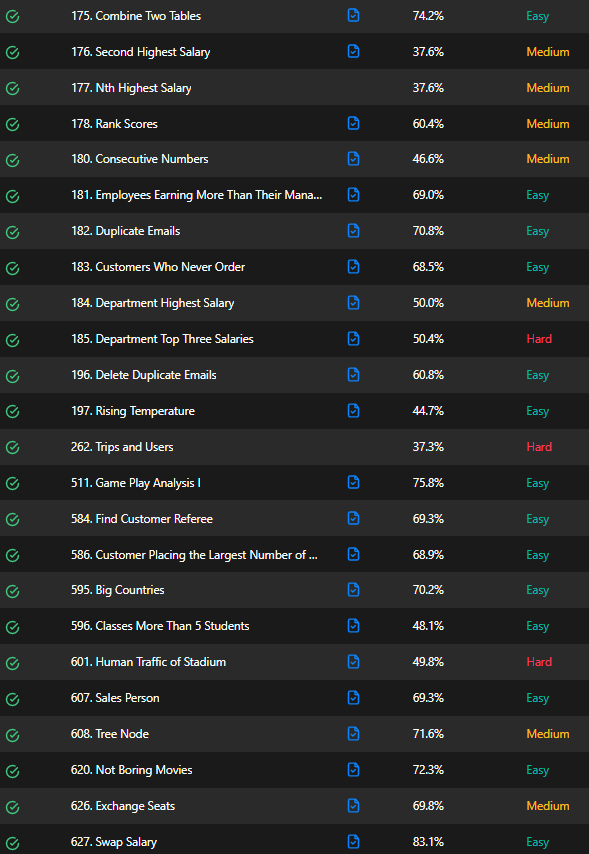 175. Combine Two Tables 74.2% Easy
176. Second Highest Salary 37.6% Medium
177. Nth Highest Salary 37.6% Medium
178. Rank Scores 60.4% Medium
180. Consecutive Numbers 46.6% Medium
181. Employees Earning More Than Their Mana... 69.0% Easy
182. Duplicate Emails 70.8% Easy
183. Customers Who Never Order 68.5% Easy
184. Department Highest Salary 50.0% Medium
185. Department Top Three Salaries 50.4% Hard
196. Delete Duplicate Emails 60.8% Easy
197. Rising Temperature 44.7% Easy
262. Trips and Users 37.3% Hard
511. Game Play Analysis I 75.8% Easy
584. Find Customer Referee 69.3% Easy
586. Customer Placing the Largest Number of ... 68.9% Easy
595. Big Countries 70.2% Easy
596. Classes More Than 5 Students 48.1% Easy
601. Human Traffic of Stadium 49.8% Hard
607. Sales Person 69.3% Easy
608. Tree Node 71.6% Medium
620. Not Boring Movies 72.3% Easy
626. Exchange Seats 69.8% Medium
627. Swap Salary 83.1% Easy